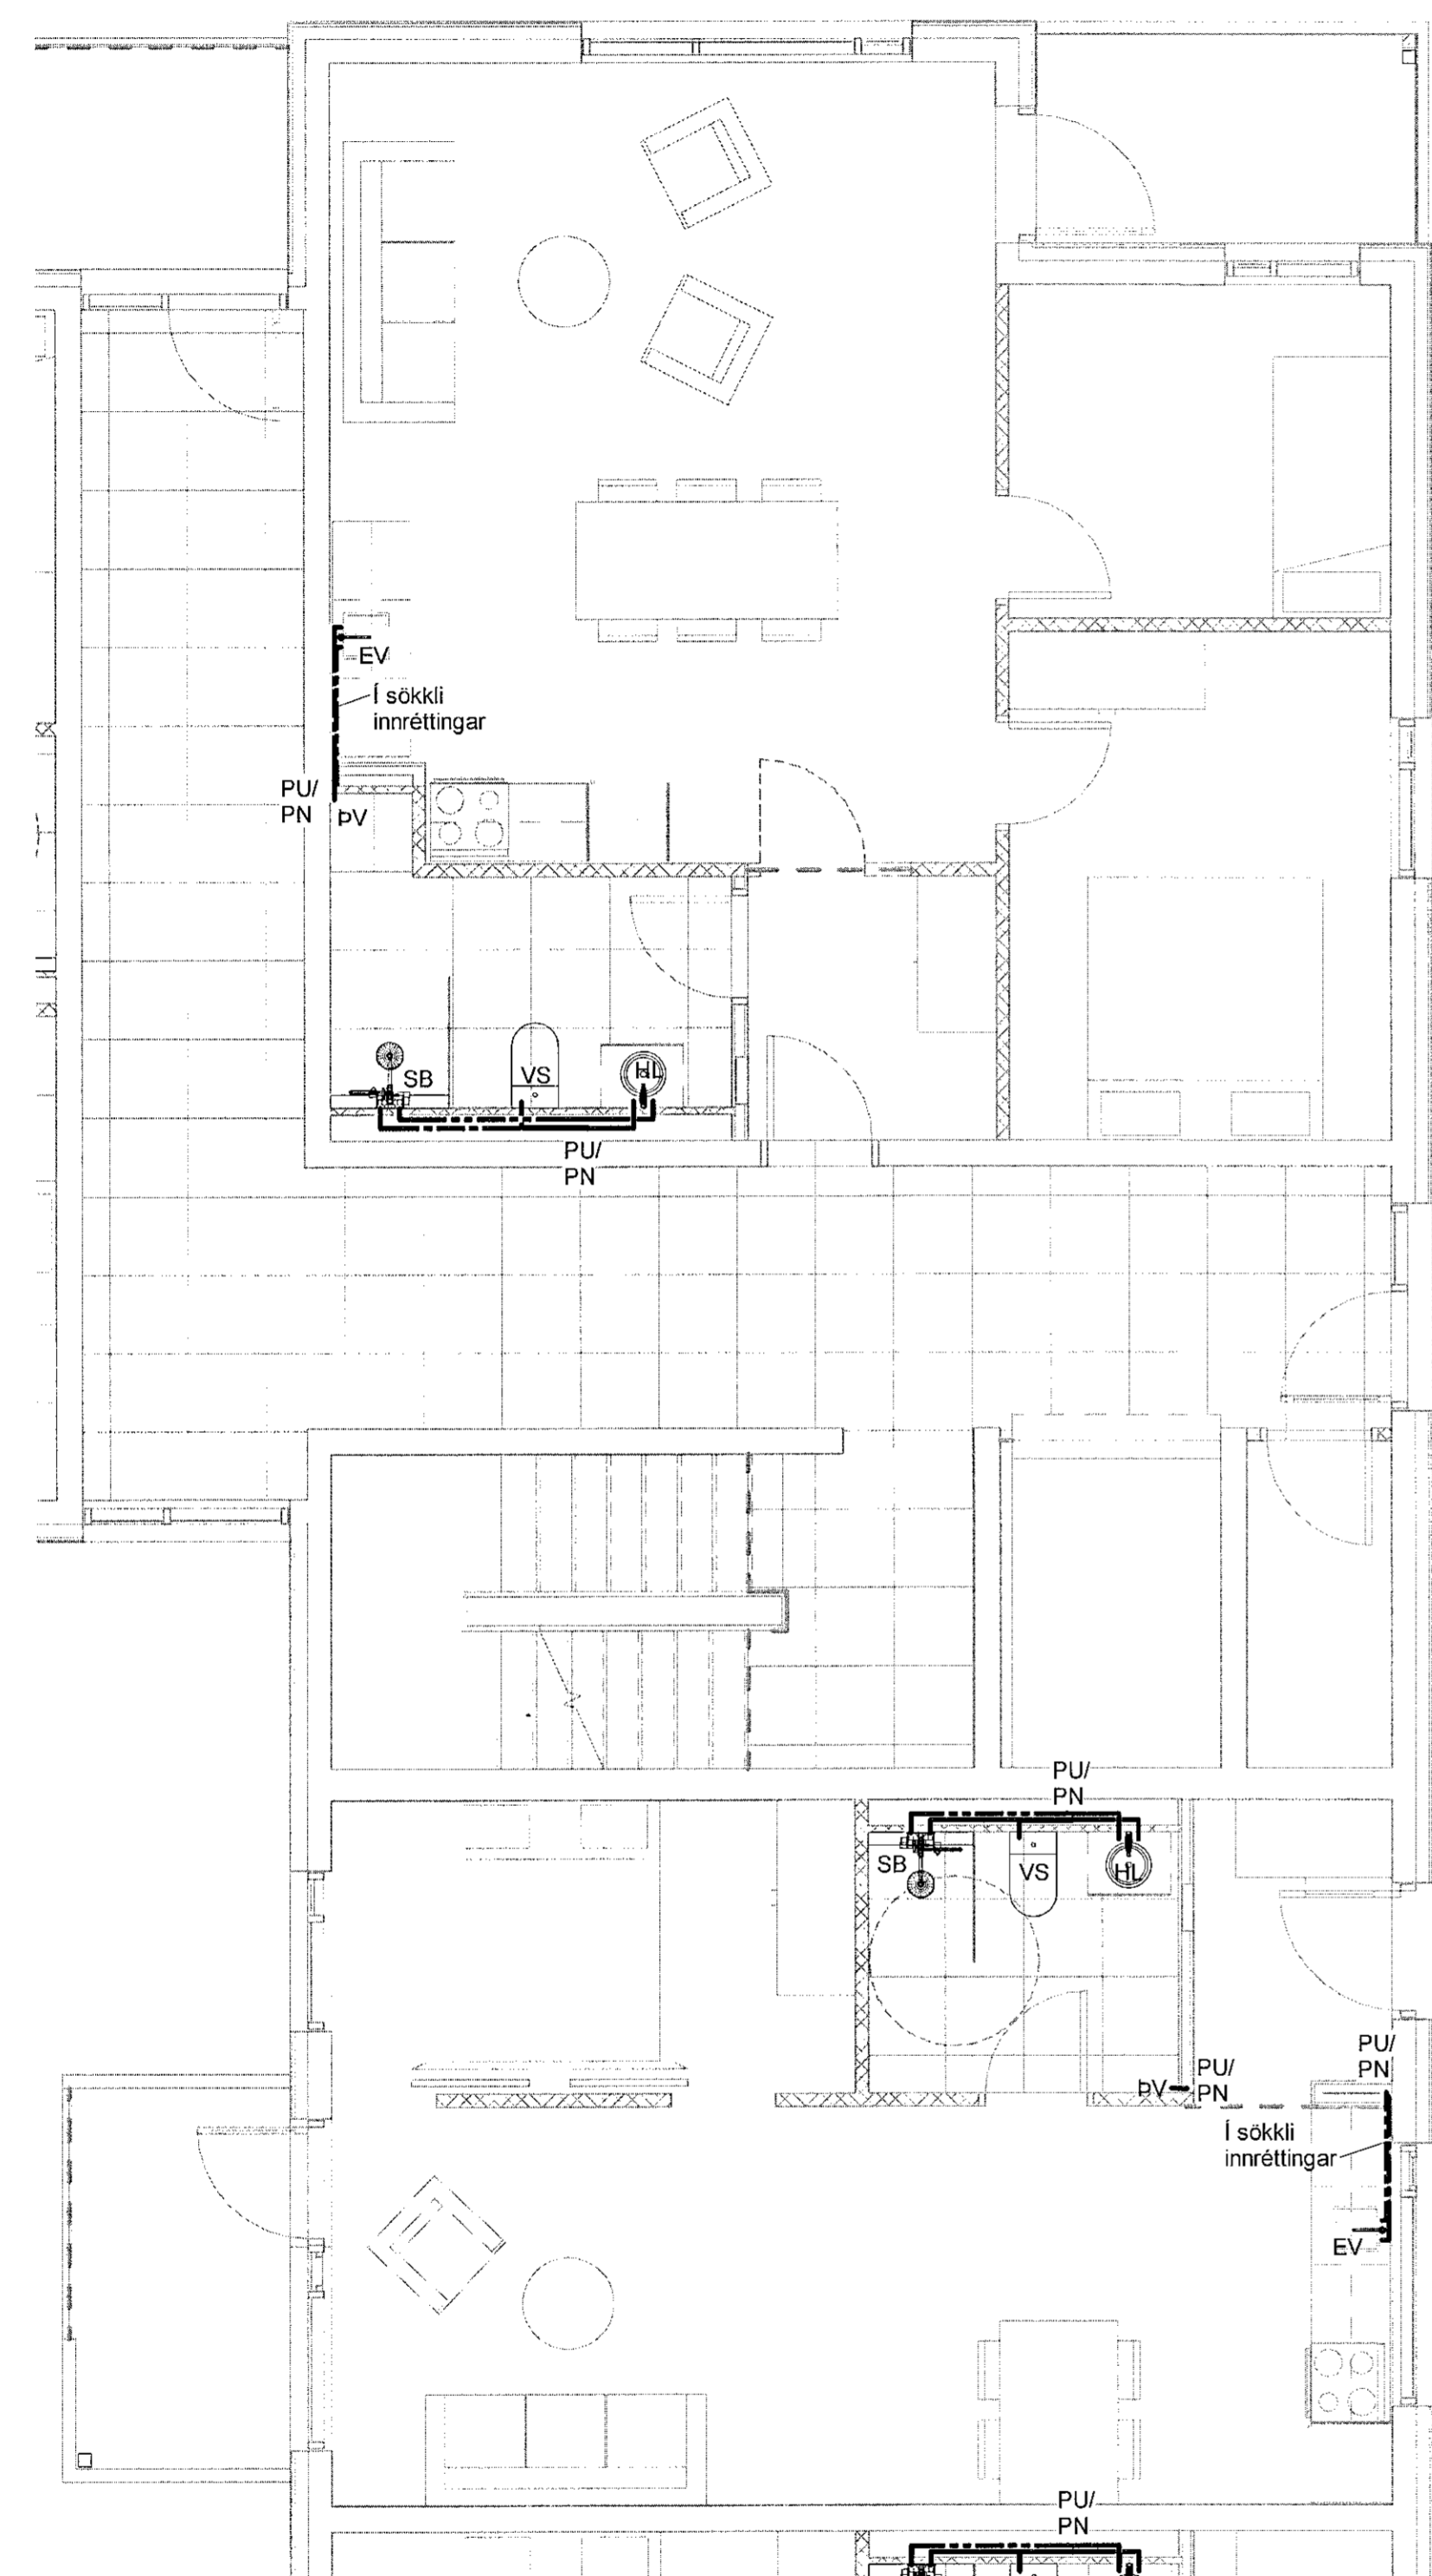 EV
Í sökkli
innréttingar
PU/
PN
ÞV
SB
VS
HL
PU/
PN
PU/
PN
SB
VS
HL
PU/
PN
ÞV
PU/
PN
Í sökkli
innréttingar
EV
PU/
PN